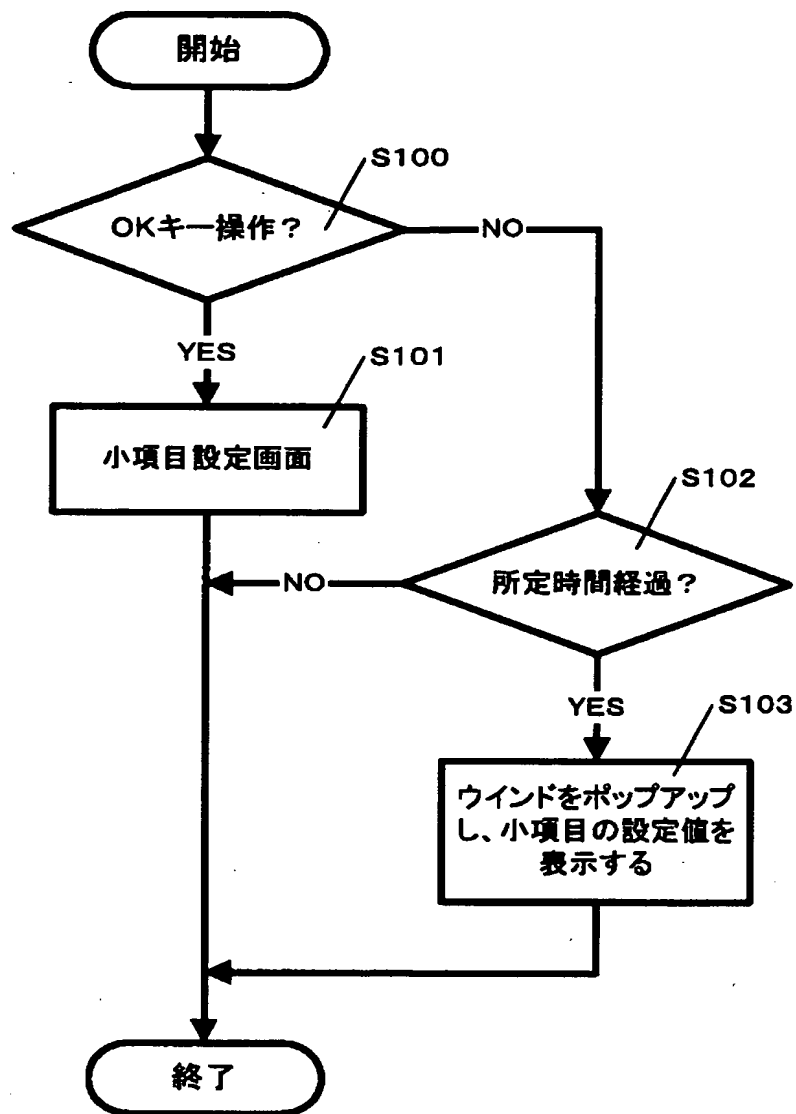 開始
S100
OKキー操作？
NO
YES
S101
小項目設定画面
S102
所定時間経過？
NO
YES
S103
ウインドをポップアップ
し、小項目の設定値を
表示する
終了